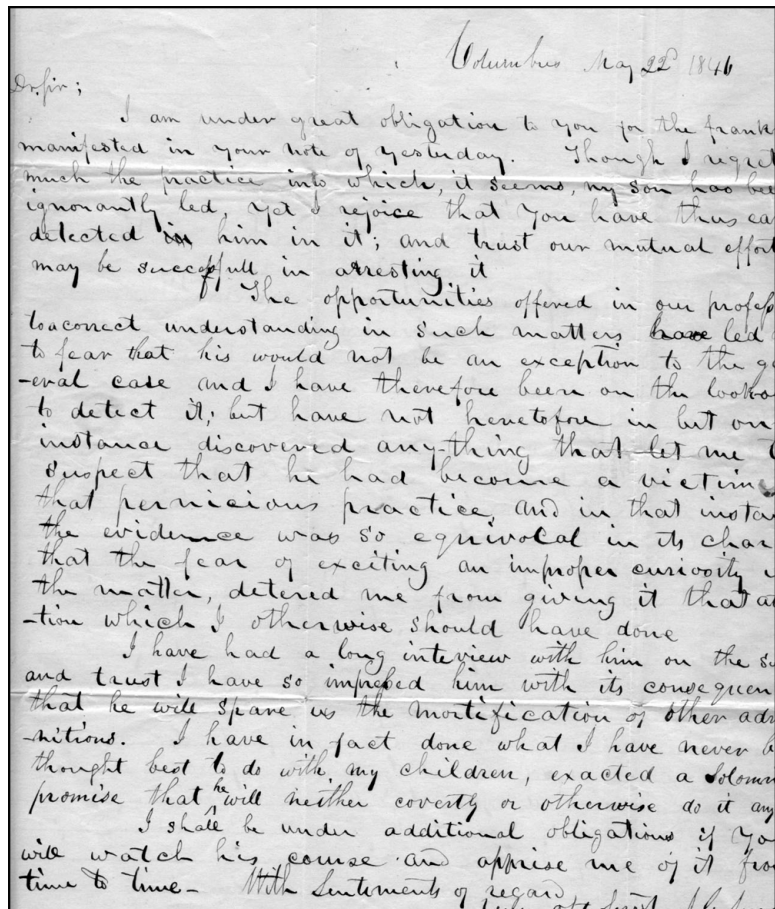 Columbus May 22d 1846
Dr. Sir;
I am under great obligation to you for the frank
manifested in your note of yesterday. Though I regret
much the practice into which, it seems, my son has bee
ignorantly led, yet I rejoice that you have thus ea
detected in him in it; and trust our mutual effort
may be successfull in arresting it
The opportunities offered in our profess
to a correct understanding in such matters have led
to fear that his would not be an exception to the ge
-eral case and I have therefore been on the looko
to detect it; but have not heretofore in but on
instance discovered any-thing that let me t
suspect that he had become a victim
that pernicious practice, and in that instan
the evidence was so equivocal in its char
that the fear of exciting an improper curiosity i
the matter, detered me from giving it that at
-tion which I otherwise should have done
I have had a long interview with him on the su
and trust I have so impressed him with its consequen
that he will spare us the mortification of other adm
-nitions. I have in fact done what I have never b
thought best to do with my children, exacted a solomn
promise that he will neither covertly or otherwise do it any
I shall be under additional obligations if you
will watch his course and apprise me of it from
time to time - With Sentiments of regard